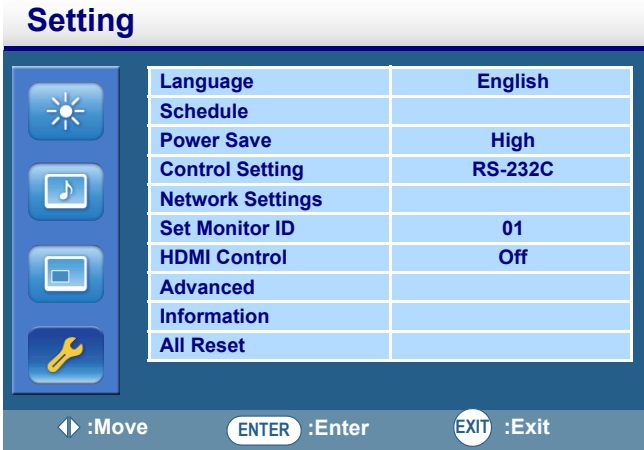 Setting
Language English
Schedule
Power Save High
Control Setting RS-232C
Network Settings
Set Monitor ID 01
HDMI Control Off
Advanced
Information
All Reset
:Move ENTER :Enter EXIT :Exit